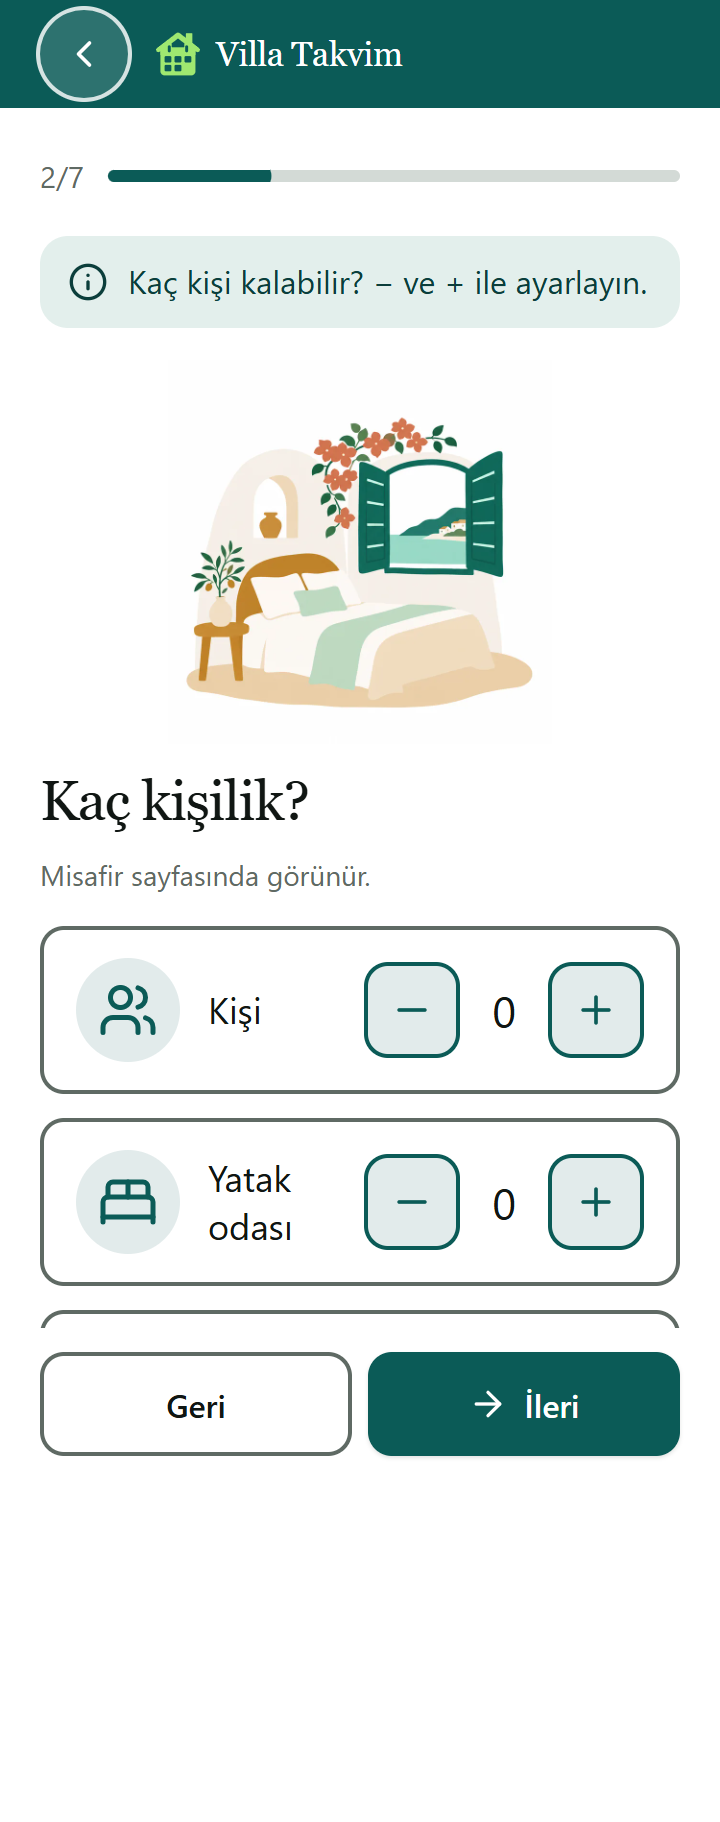 Villa Takvim
2/7
Kaç kişi kalabilir? − ve + ile ayarlayın.
Kaç kişilik?
Misafir sayfasında görünür.
Kişi
− 0 +
Yatak
odası
− 0 +
Geri
→ İleri